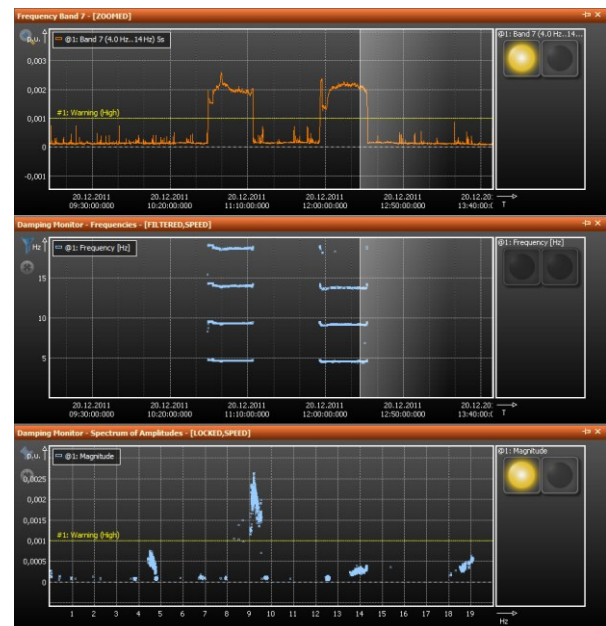 Frequency Band 7 - [ZOOMED]
p.u.
@1: Band 7 (4.0 Hz..14 Hz) 5s
@1: Band 7 (4.0 Hz..14...
0,003
0,002
#1: Warning (High)
0,001
0
-0,001
20.12.2011 20.12.2011 20.12.2011 20.12.2011 20.12.2011 20.12.20:
09:30:00:000 10:20:00:000 11:10:00:000 12:00:00:000 12:50:00:000 13:40:00:(
T
Damping Monitor - Frequencies - [FILTERED,SPEED]
Hz
@1: Frequency [Hz]
@1: Frequency [Hz]
15
10
5
20.12.2011 20.12.2011 20.12.2011 20.12.2011 20.12.2011 20.12.20:
09:30:00:000 10:20:00:000 11:10:00:000 12:00:00:000 12:50:00:000 13:40:00:(
T
Damping Monitor - Spectrum of Amplitudes - [LOCKED,SPEED]
p.u.
@1: Magnitude
@1: Magnitude
0,0025
0,002
0,0015
#1: Warning (High)
0,001
0,0005
0
1 2 3 4 5 6 7 8 9 10 11 12 13 14 15 16 17 18 19
Hz